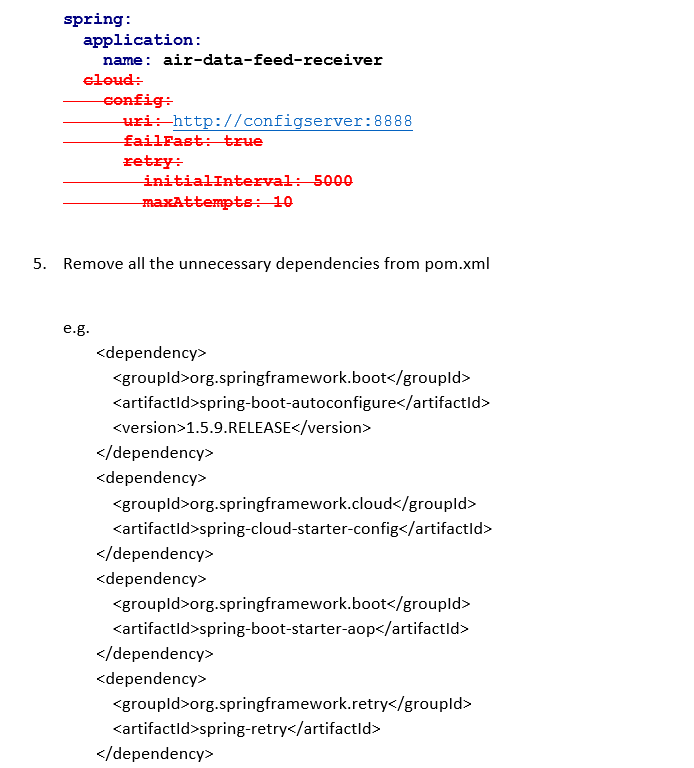 spring:
application:
name: air-data-feed-receiver
cloud:
config:
uri: http://configserver:8888
failFast: true
retry:
initialInterval: 5000
maxAttempts: 10
5. Remove all the unnecessary dependencies from pom.xml
e.g.
<dependency>
<groupId>org.springframework.boot</groupId>
<artifactId>spring-boot-autoconfigure</artifactId>
<version>1.5.9.RELEASE</version>
</dependency>
<dependency>
<groupId>org.springframework.cloud</groupId>
<artifactId>spring-cloud-starter-config</artifactId>
</dependency>
<dependency>
<groupId>org.springframework.boot</groupId>
<artifactId>spring-boot-starter-aop</artifactId>
</dependency>
<dependency>
<groupId>org.springframework.retry</groupId>
<artifactId>spring-retry</artifactId>
</dependency>